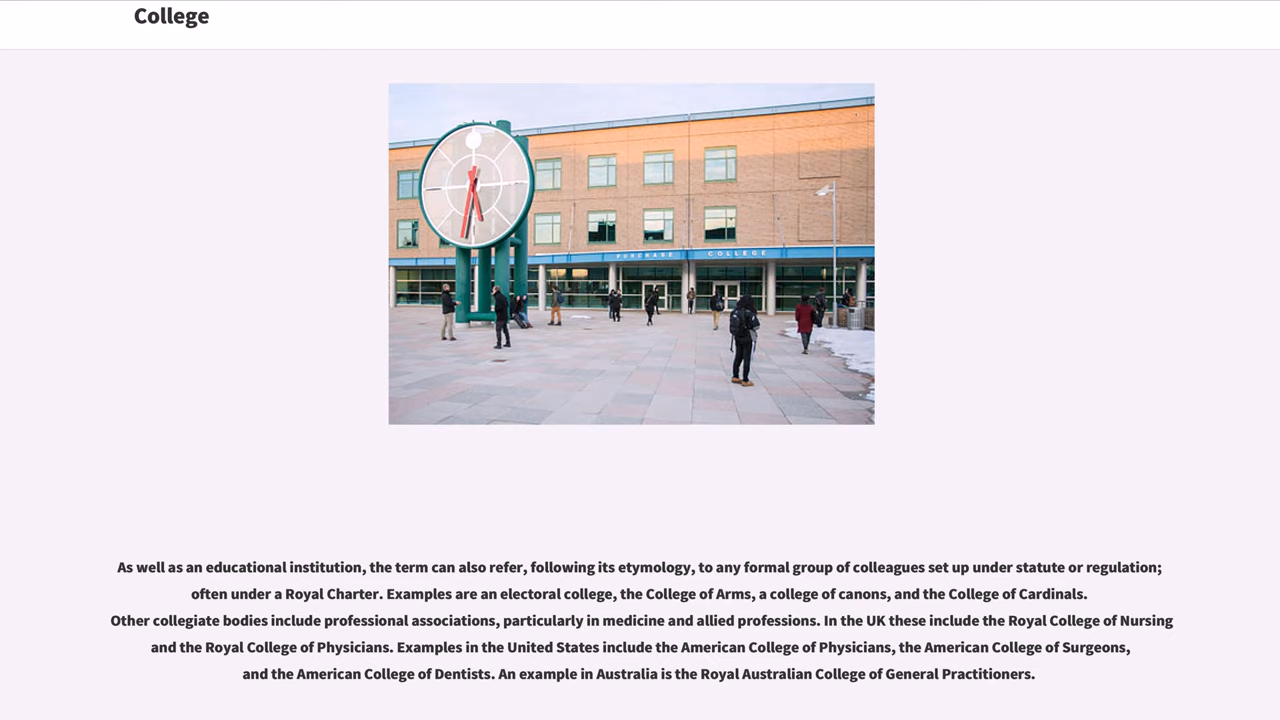 College
PURCHASE COLLEGE
As well as an educational institution, the term can also refer, following its etymology, to any formal group of colleagues set up under statute or regulation;
often under a Royal Charter. Examples are an electoral college, the College of Arms, a college of canons, and the College of Cardinals.
Other collegiate bodies include professional associations, particularly in medicine and allied professions. In the UK these include the Royal College of Nursing
and the Royal College of Physicians. Examples in the United States include the American College of Physicians, the American College of Surgeons,
and the American College of Dentists. An example in Australia is the Royal Australian College of General Practitioners.